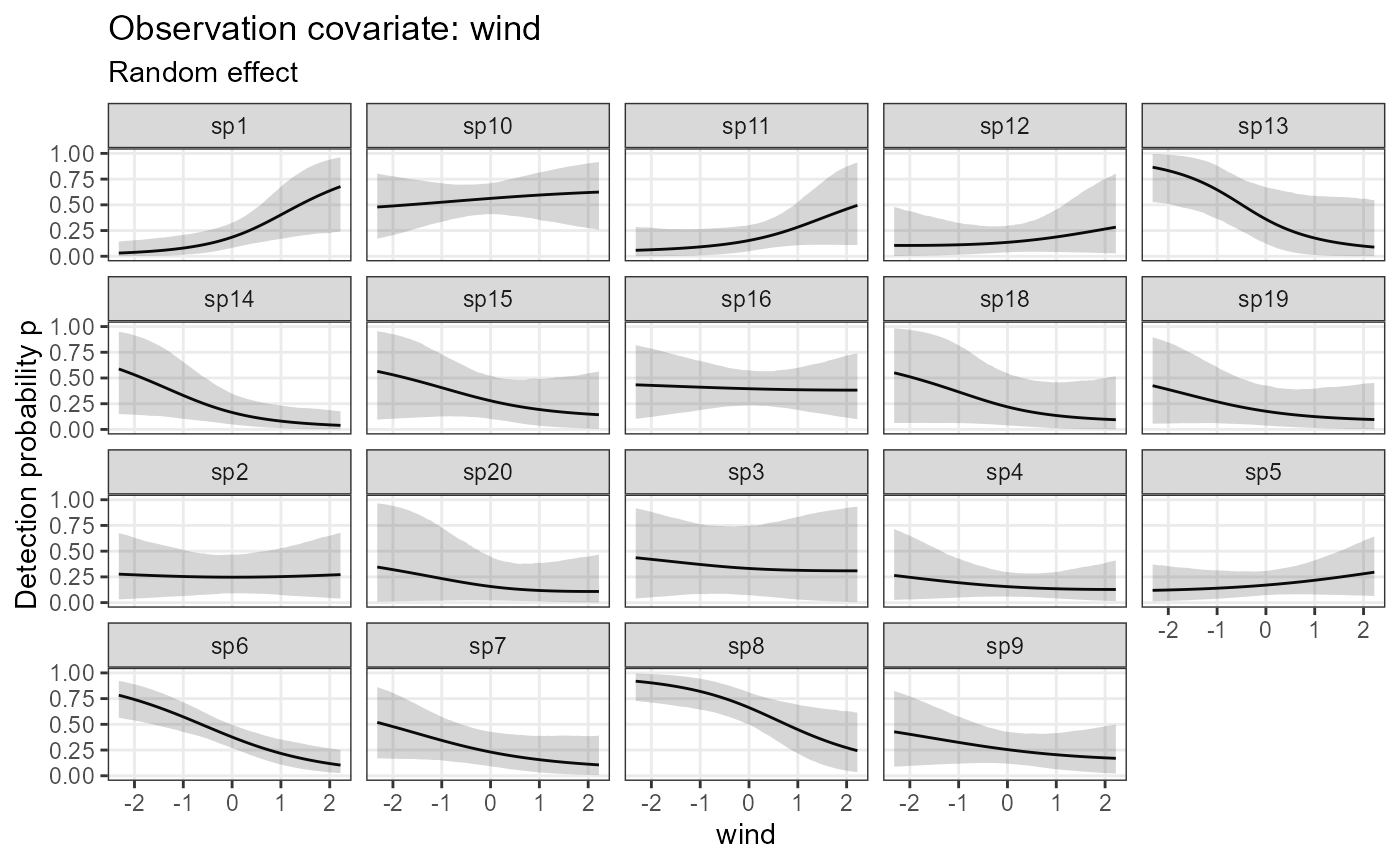 Observation covariate: wind
Random effect
sp1 sp10 sp11 sp12 sp13
1.00
0.75
0.50
0.25
0.00
sp14 sp15 sp16 sp18 sp19
1.00
0.75
0.50
0.25
0.00
sp2 sp20 sp3 sp4 sp5
1.00
0.75
0.50
0.25
0.00
-2 -1 0 1 2
sp6 sp7 sp8 sp9
1.00
0.75
0.50
0.25
0.00
-2 -1 0 1 2 -2 -1 0 1 2 -2 -1 0 1 2 -2 -1 0 1 2
wind
Detection probability p